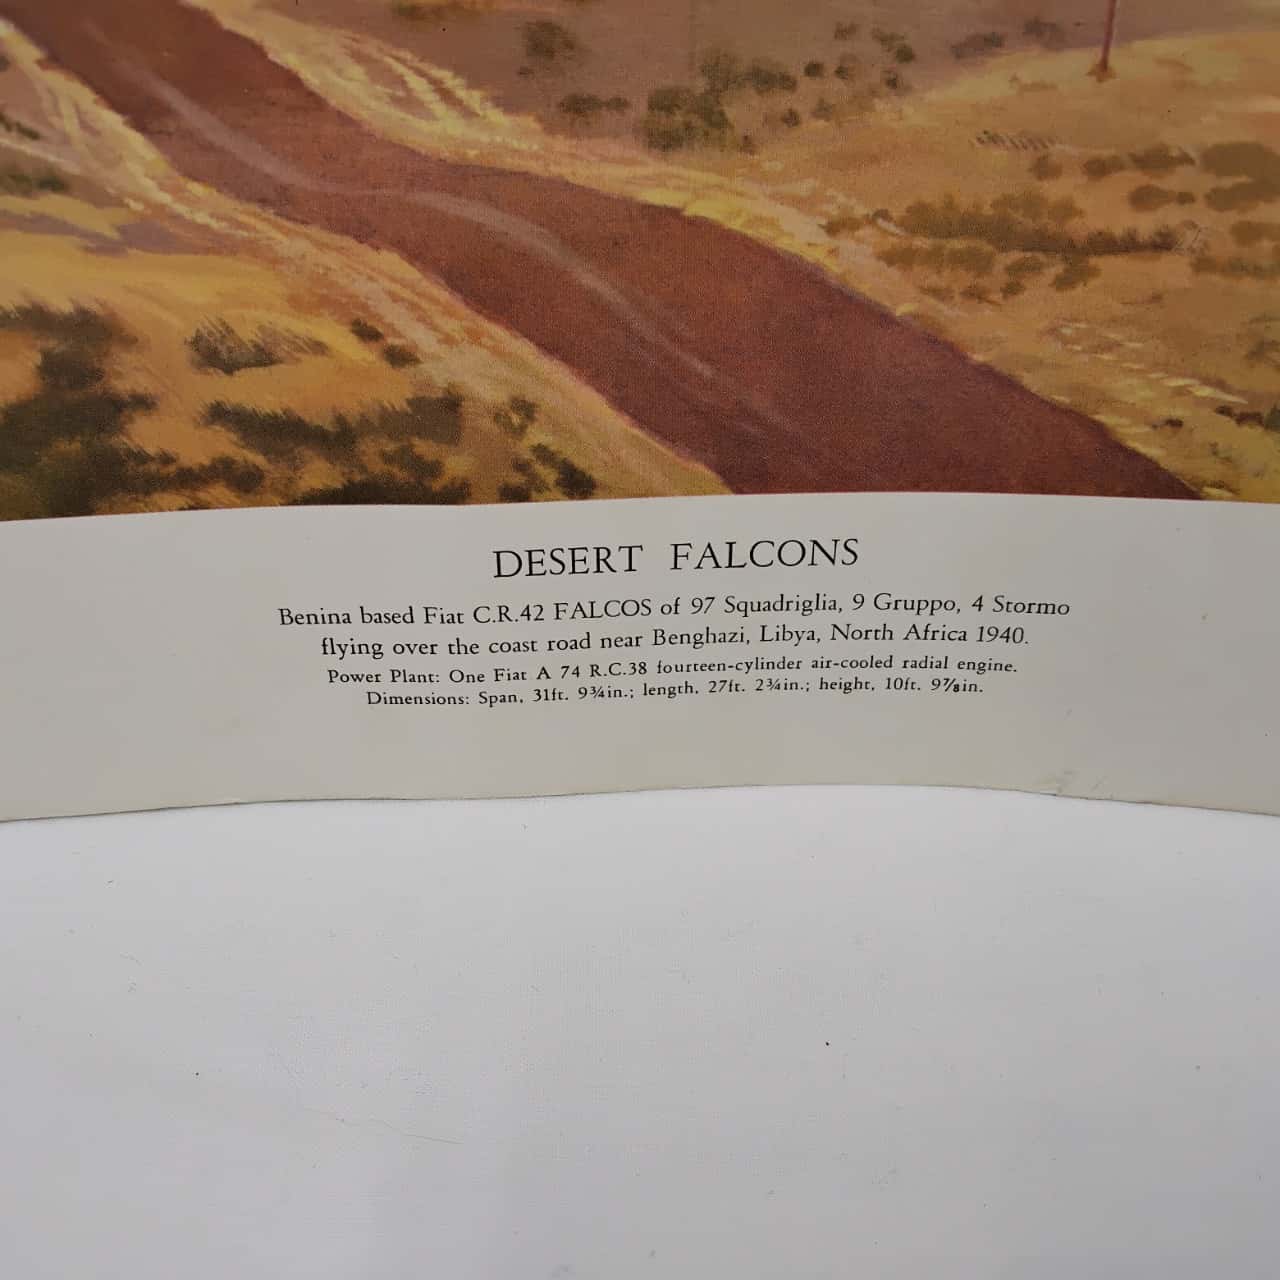 DESERT FALCONS
Benina based Fiat C.R.42 FALCOS of 97 Squadriglia, 9 Gruppo, 4 Stormo
flying over the coast road near Benghazi, Libya, North Africa 1940.
Power Plant: One Fiat A 74 R.C.38 fourteen-cylinder air-cooled radial engine.
Dimensions: Span, 31ft. 9¾in.; length, 27ft. 2¾in.; height, 10ft. 9⅞in.